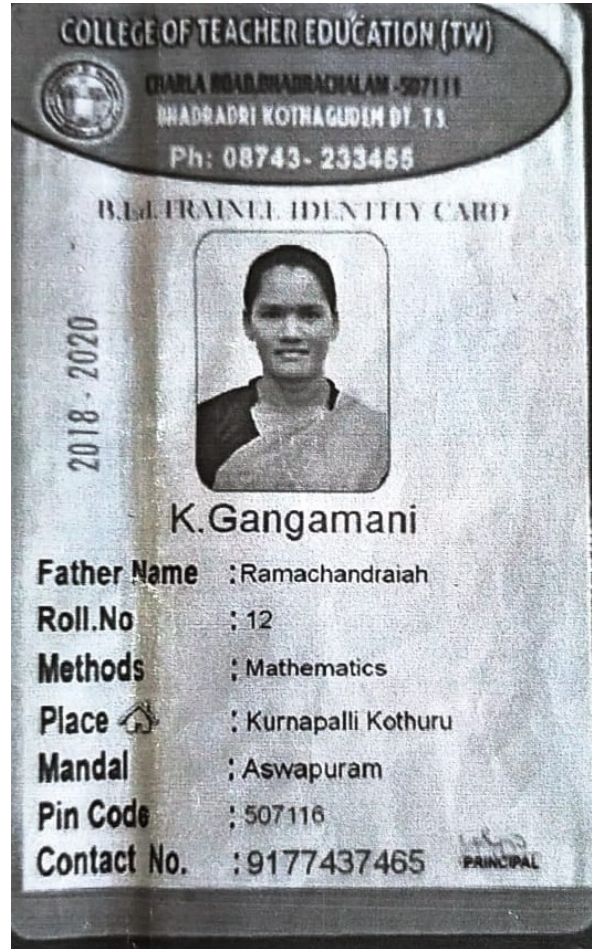 COLLEGE OF TEACHER EDUCATION (TW)
CHARLA ROAD,BHADRACHALAM -507111
BHADRADRI KOTHAGUDEM DT. TS.
Ph: 08743- 233465
B.Ed. TRAINEE IDENTITY CARD
2018 - 2020
K.Gangamani
Father Name : Ramachandraiah
Roll.No : 12
Methods : Mathematics
Place : Kurnapalli Kothuru
Mandal : Aswapuram
Pin Code : 507116
Contact No. : 9177437465
PRINCIPAL